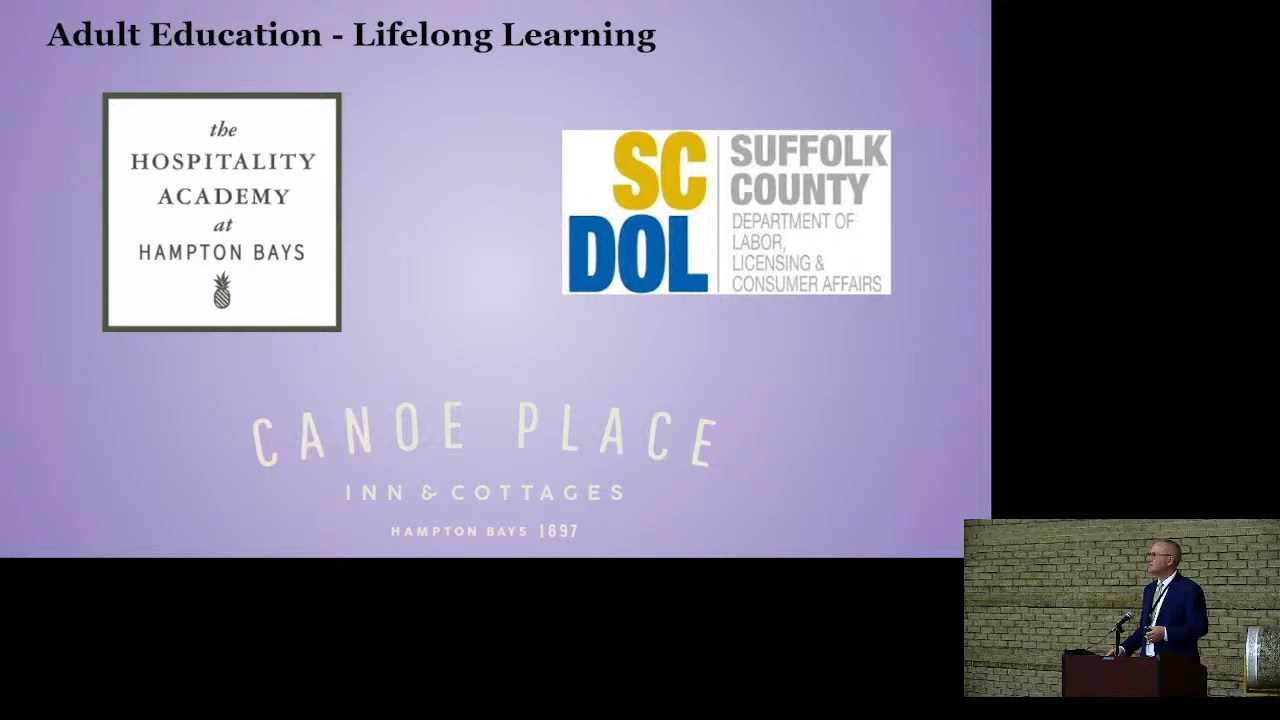 Adult Education - Lifelong Learning
the
HOSPITALITY
ACADEMY
at
HAMPTON BAYS
SC
DOL
SUFFOLK
COUNTY
DEPARTMENT OF
LABOR,
LICENSING &
CONSUMER AFFAIRS
CANOE PLACE
INN & COTTAGES
HAMPTON BAYS 1697